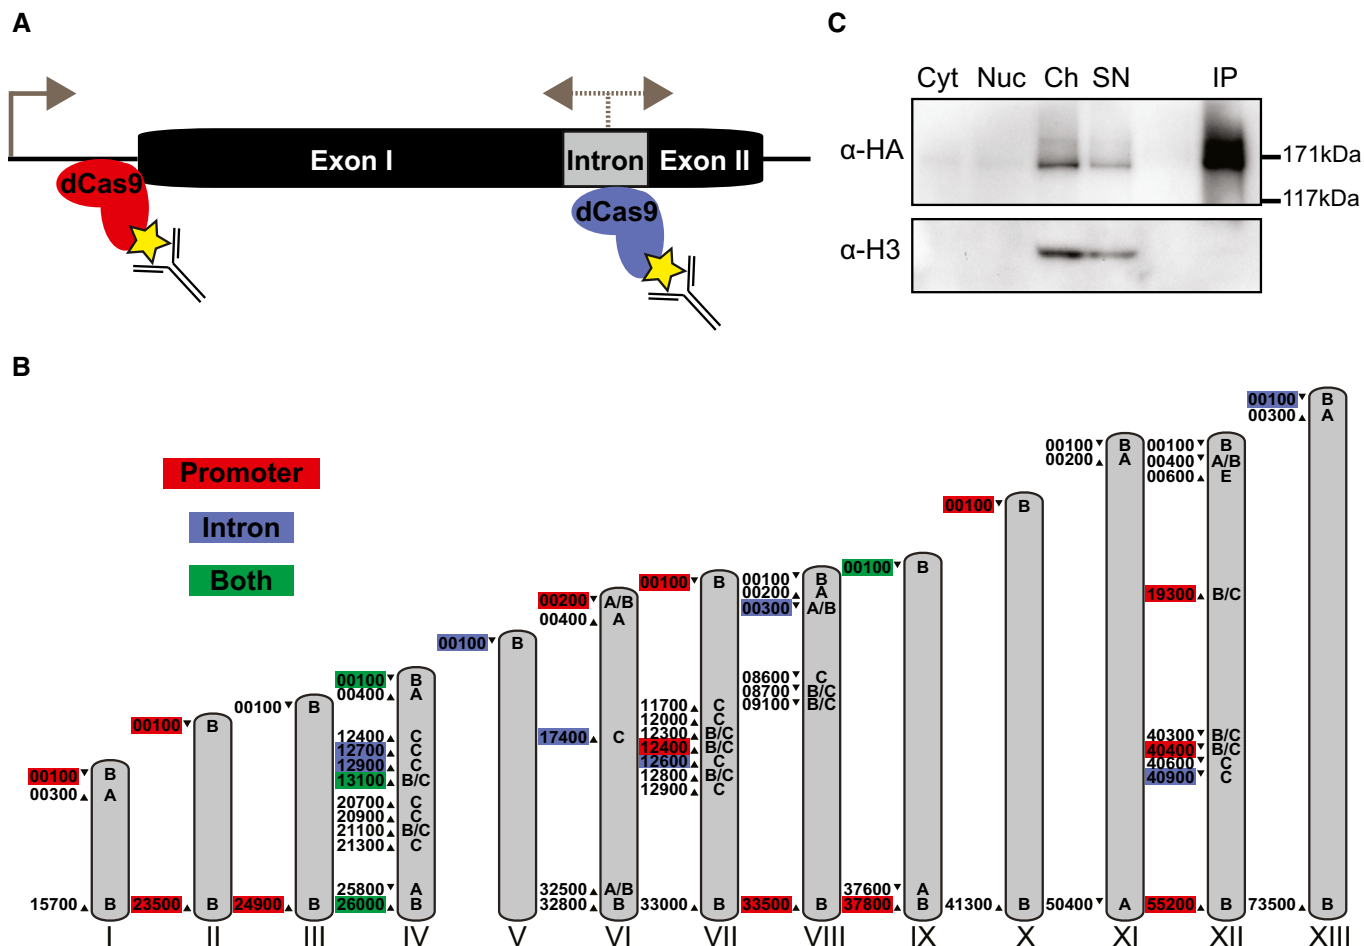 A
Exon I
Intron
Exon II
dCas9
dCas9
C
Cyt Nuc Ch SN IP
α-HA
171kDa
117kDa
α-H3
B
Promoter
Intron
Both
00100 B
00300 A
15700 B
I
00100 B
23500 B
II
00100 B
24900 B
III
00100 B
00400 A
12400 C
12700 C
12900 C
13100 B/C
20700 C
20900 C
21100 B/C
21300 C
25800 A
26000 B
IV
00100 B
V
00200 A/B
00400 A
17400 C
32500 A/B
32800 B
VI
00100 B
11700 C
12000 C
12300 B/C
12400 B/C
12600 C
12800 B/C
12900 C
33000 B
VII
00100 B
00200 A
00300 A/B
08600 C
08700 B/C
09100 B/C
33500 B
VIII
00100 B
37600 A
37800 B
IX
00100 B
41300 B
X
00100 B
00200 A
50400 A
XI
00100 B
00400 A/B
00600 E
19300 B/C
40300 B/C
40400 B/C
40600 C
40900 C
55200 B
XII
00100 B
00300 A
73500 B
XIII